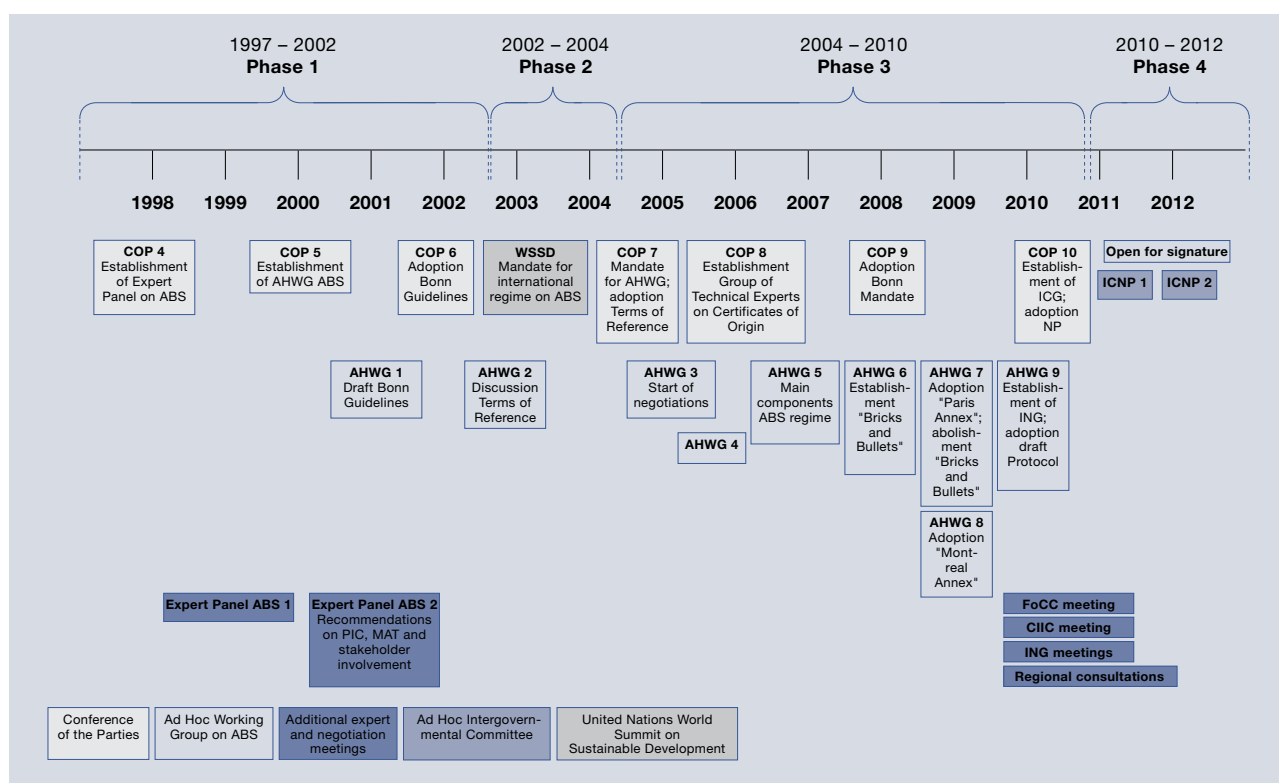 1997 – 2002
Phase 1
2002 – 2004
Phase 2
2004 – 2010
Phase 3
2010 – 2012
Phase 4
1998 1999 2000 2001 2002 2003 2004 2005 2006 2007 2008 2009 2010 2011 2012
COP 4
Establishment
of Expert
Panel on ABS
COP 5
Establishment
of AHWG ABS
COP 6
Adoption
Bonn
Guidelines
WSSD
Mandate for
international
regime on ABS
COP 7
Mandate
for AHWG;
adoption
Terms of
Reference
COP 8
Establishment
Group of
Technical Experts
on Certificates of
Origin
COP 9
Adoption
Bonn
Mandate
COP 10
Establish-
ment of
ICG;
adoption
NP
Open for signature
ICNP 1
ICNP 2
AHWG 1
Draft Bonn
Guidelines
AHWG 2
Discussion
Terms of
Reference
AHWG 3
Start of
negotiations
AHWG 4
AHWG 5
Main
components
ABS regime
AHWG 6
Establish-
ment
"Bricks
and
Bullets"
AHWG 7
Adoption
"Paris
Annex";
abolish-
ment
"Bricks
and
Bullets"
AHWG 9
Establish-
ment of
ING;
adoption
draft
Protocol
AHWG 8
Adoption
"Mont-
real
Annex"
Expert Panel ABS 1
Expert Panel ABS 2
Recommendations
on PIC, MAT and
stakeholder
involvement
FoCC meeting
CIIC meeting
ING meetings
Regional consultations
Conference
of the Parties
Ad Hoc Working
Group on ABS
Additional expert
and negotiation
meetings
Ad Hoc Intergovern-
mental Committee
United Nations World
Summit on
Sustainable Development